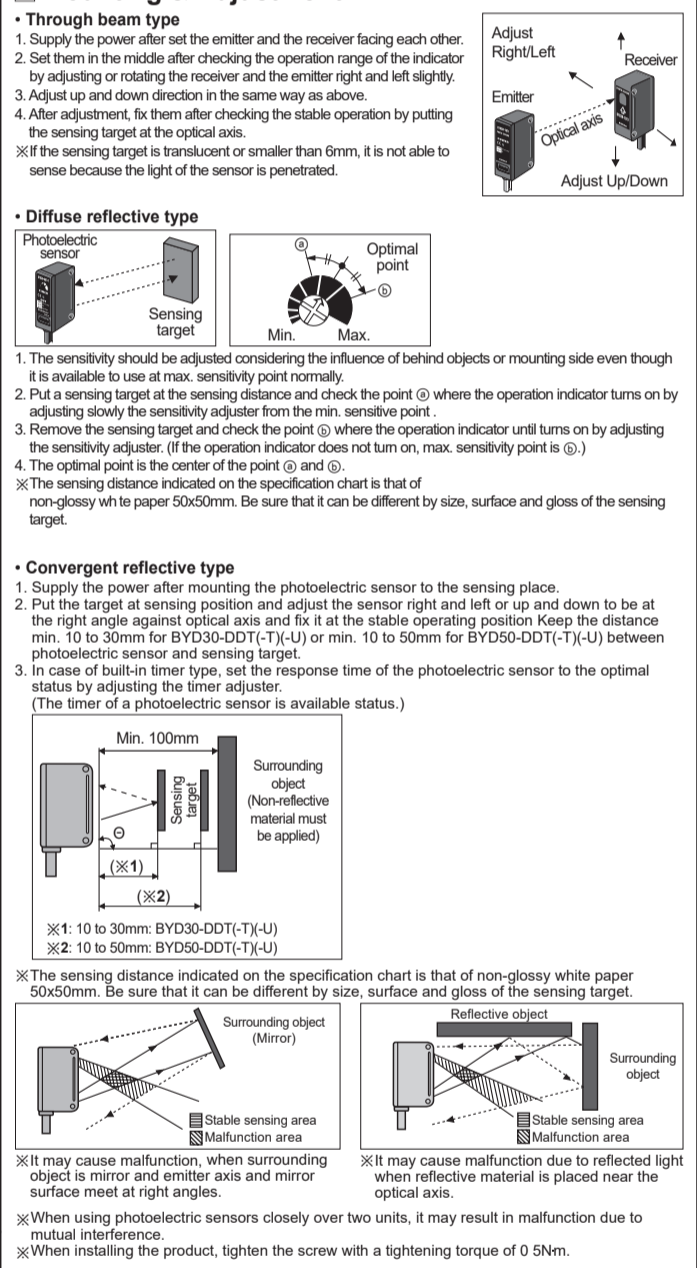 • Through beam type
1. Supply the power after set the emitter and the receiver facing each other.
2. Set them in the middle after checking the operation range of the indicator
by adjusting or rotating the receiver and the emitter right and left slightly.
3. Adjust up and down direction in the same way as above.
4. After adjustment, fix them after checking the stable operation by putting
the sensing target at the optical axis.
※If the sensing target is translucent or smaller than 6mm, it is not able to
sense because the light of the sensor is penetrated.
Adjust
Right/Left
Receiver
Emitter
Optical axis
Adjust Up/Down
• Diffuse reflective type
Photoelectric
sensor
Sensing
target
ⓐ
Optimal
point
ⓑ
Min.
Max.
1. The sensitivity should be adjusted considering the influence of behind objects or mounting side even though
it is available to use at max. sensitivity point normally.
2. Put a sensing target at the sensing distance and check the point ⓐ where the operation indicator turns on by
adjusting slowly the sensitivity adjuster from the min. sensitive point .
3. Remove the sensing target and check the point ⓑ where the operation indicator until turns on by adjusting
the sensitivity adjuster. (If the operation indicator does not turn on, max. sensitivity point is ⓑ.)
4. The optimal point is the center of the point ⓐ and ⓑ.
※The sensing distance indicated on the specification chart is that of
non-glossy wh te paper 50x50mm. Be sure that it can be different by size, surface and gloss of the sensing
target.
• Convergent reflective type
1. Supply the power after mounting the photoelectric sensor to the sensing place.
2. Put the target at sensing position and adjust the sensor right and left or up and down to be at
the right angle against optical axis and fix it at the stable operating position Keep the distance
min. 10 to 30mm for BYD30-DDT(-T)(-U) or min. 10 to 50mm for BYD50-DDT(-T)(-U) between
photoelectric sensor and sensing target.
3. In case of built-in timer type, set the response time of the photoelectric sensor to the optimal
status by adjusting the timer adjuster.
(The timer of a photoelectric sensor is available status.)
Min. 100mm
Sensing
target
Surrounding
object
(Non-reflective
material must
be applied)
Θ
(※1)
(※2)
※1: 10 to 30mm: BYD30-DDT(-T)(-U)
※2: 10 to 50mm: BYD50-DDT(-T)(-U)
※The sensing distance indicated on the specification chart is that of non-glossy white paper
50x50mm. Be sure that it can be different by size, surface and gloss of the sensing target.
Surrounding object
(Mirror)
Stable sensing area
Malfunction area
Reflective object
Surrounding
object
Stable sensing area
Malfunction area
※It may cause malfunction, when surrounding
object is mirror and emitter axis and mirror
surface meet at right angles.
※It may cause malfunction due to reflected light
when reflective material is placed near the
optical axis.
※When using photoelectric sensors closely over two units, it may result in malfunction due to
mutual interference.
※When installing the product, tighten the screw with a tightening torque of 0 5N·m.